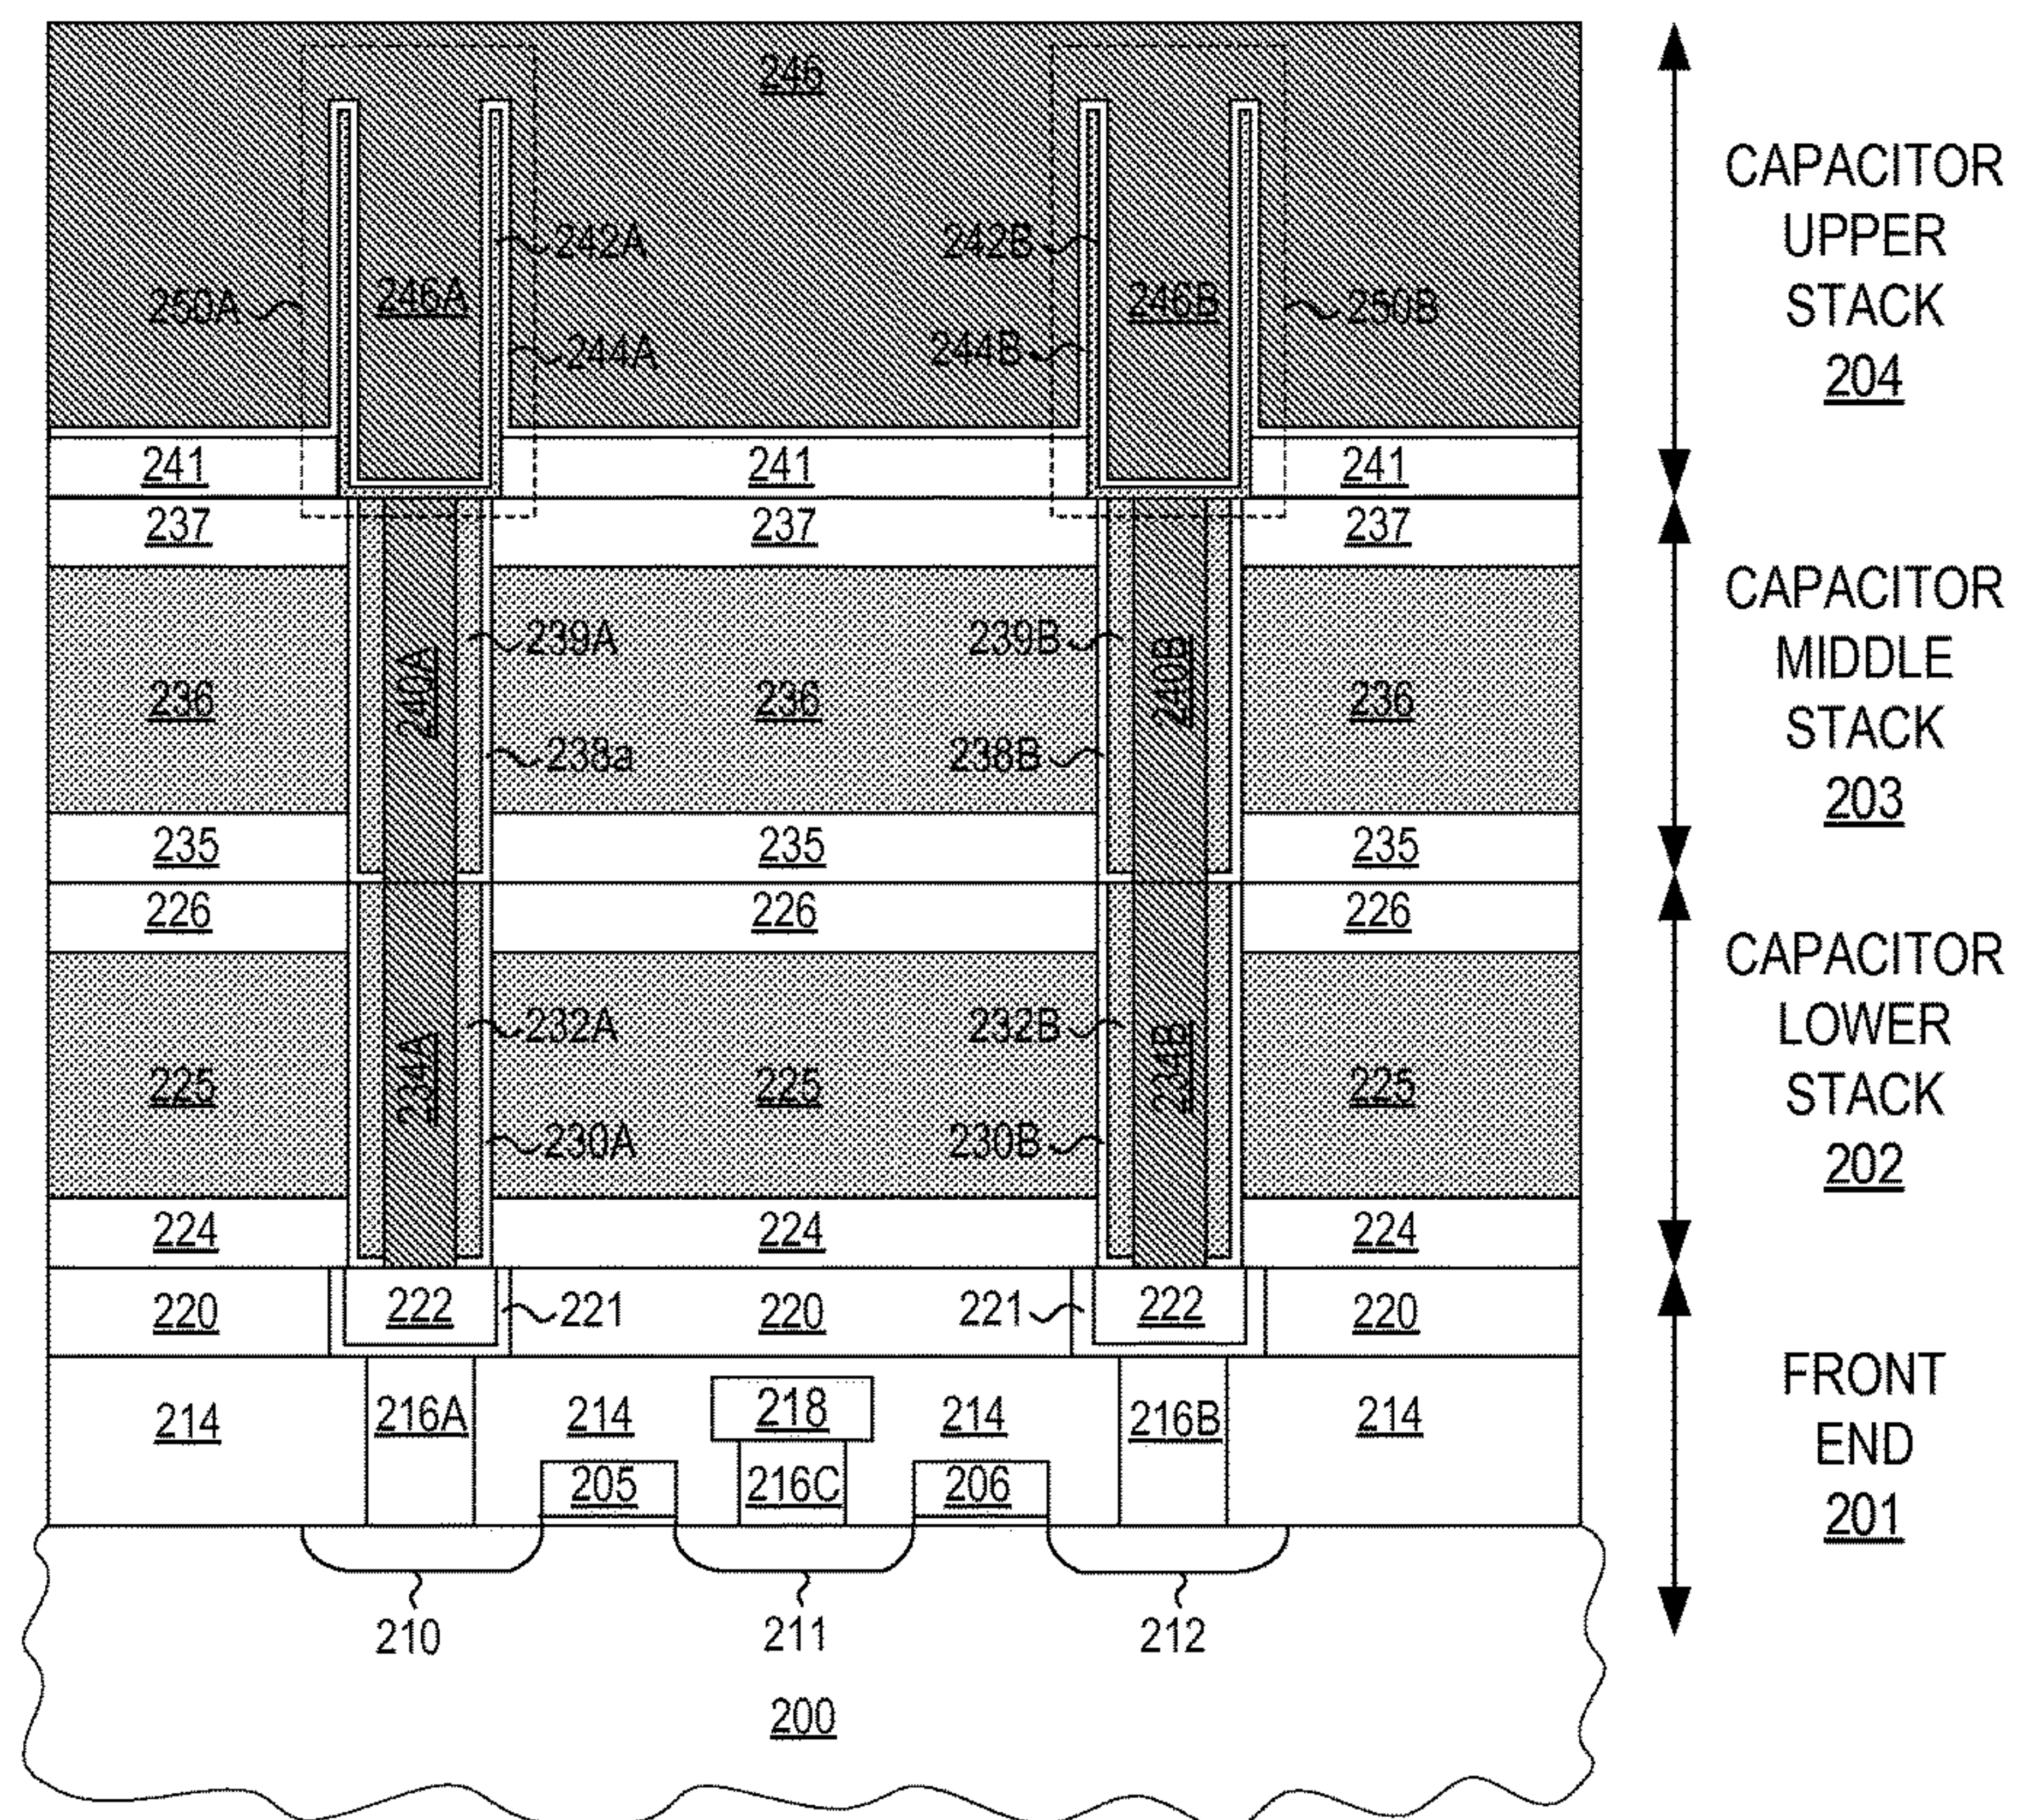 246
242A
242B
250A
246A
246B
250B
244A
244B
241
241
241
237
237
237
239A
239B
240A
240B
236
236
236
238a
238B
235
235
235
226
226
226
232A
232B
234A
234B
225
225
225
230A
230B
224
224
224
220
222
221
220
221
222
220
214
216A
214
218
214
216B
214
205
216C
206
210
211
212
200
CAPACITOR
UPPER
STACK
204
CAPACITOR
MIDDLE
STACK
203
CAPACITOR
LOWER
STACK
202
FRONT
END
201